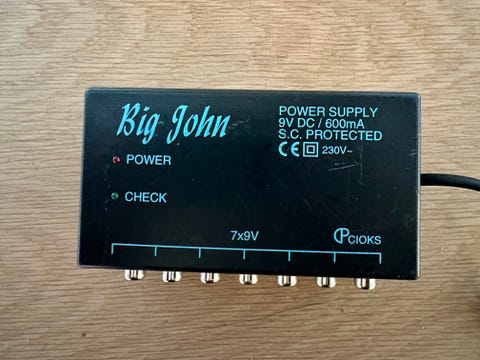 Big John
POWER SUPPLY
9V DC / 600mA
S.C. PROTECTED
CE 230V~
POWER
CHECK
7x9V
CIOKS